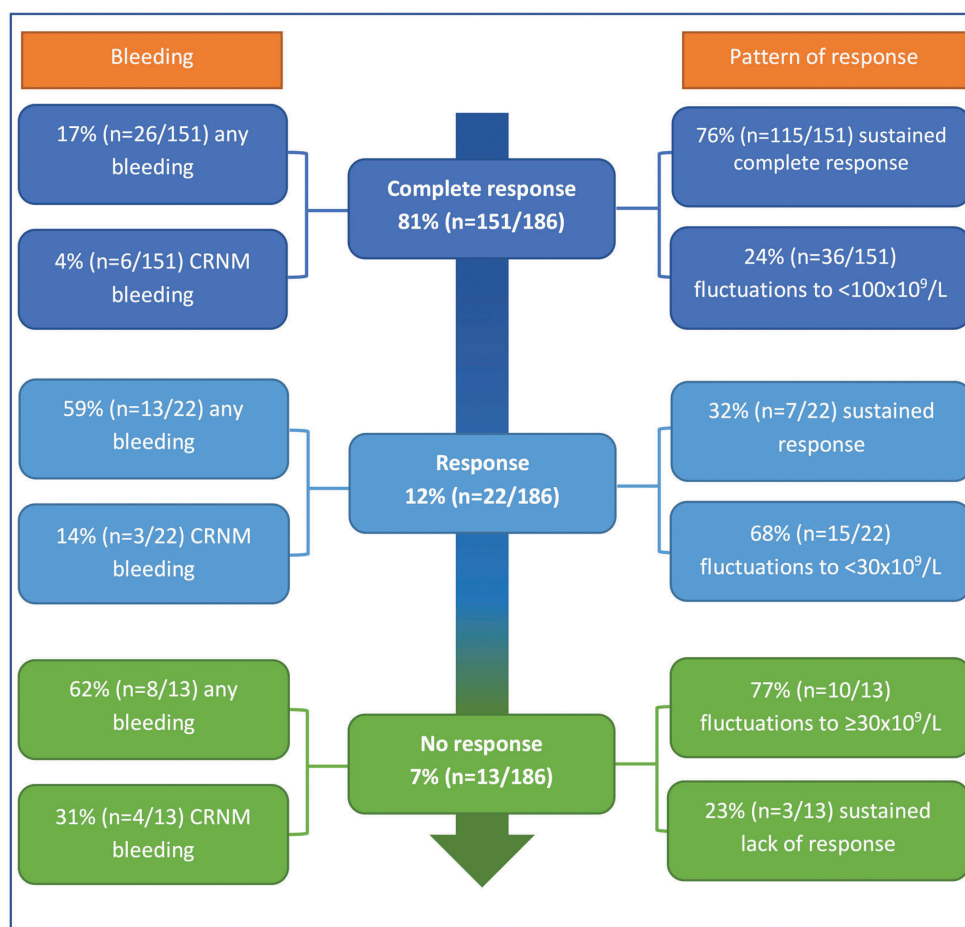 Bleeding
Pattern of response
17% (n=26/151) any
bleeding
4% (n=6/151) CRNM
bleeding
Complete response
81% (n=151/186)
76% (n=115/151) sustained
complete response
24% (n=36/151)
fluctuations to <100x10⁹/L
59% (n=13/22) any
bleeding
14% (n=3/22) CRNM
bleeding
Response
12% (n=22/186)
32% (n=7/22) sustained
response
68% (n=15/22)
fluctuations to <30x10⁹/L
62% (n=8/13) any
bleeding
31% (n=4/13) CRNM
bleeding
No response
7% (n=13/186)
77% (n=10/13)
fluctuations to ≥30x10⁹/L
23% (n=3/13) sustained
lack of response